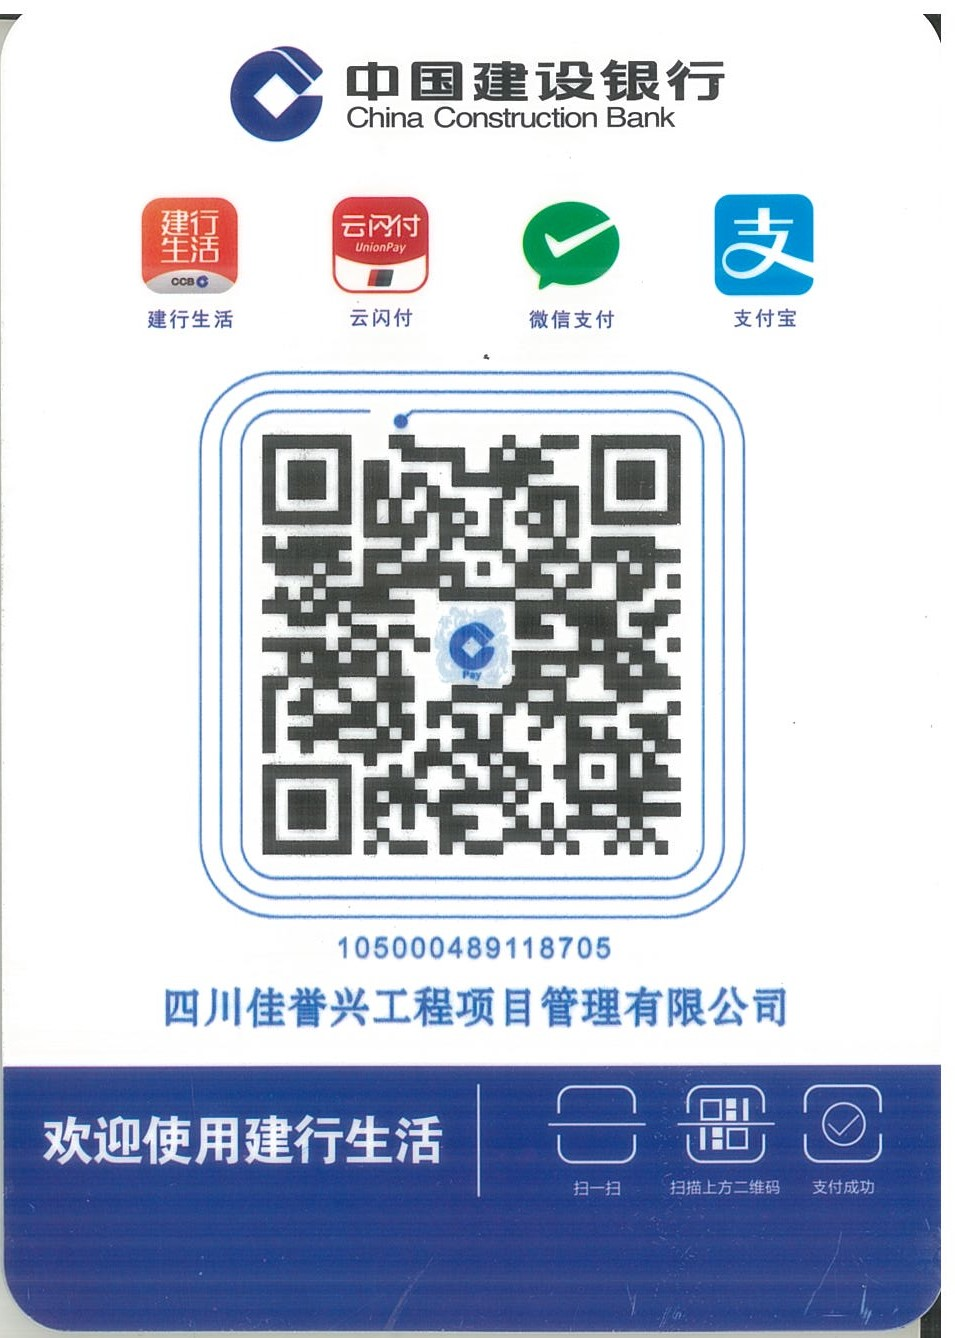 中国建设银行
China Construction Bank
建行
生活
CCB
云闪付
UnionPay
支
建行生活 云闪付 微信支付 支付宝
Pay
105000489118705
四川佳誉兴工程项目管理有限公司
欢迎使用建行生活
扫一扫 扫描上方二维码 支付成功